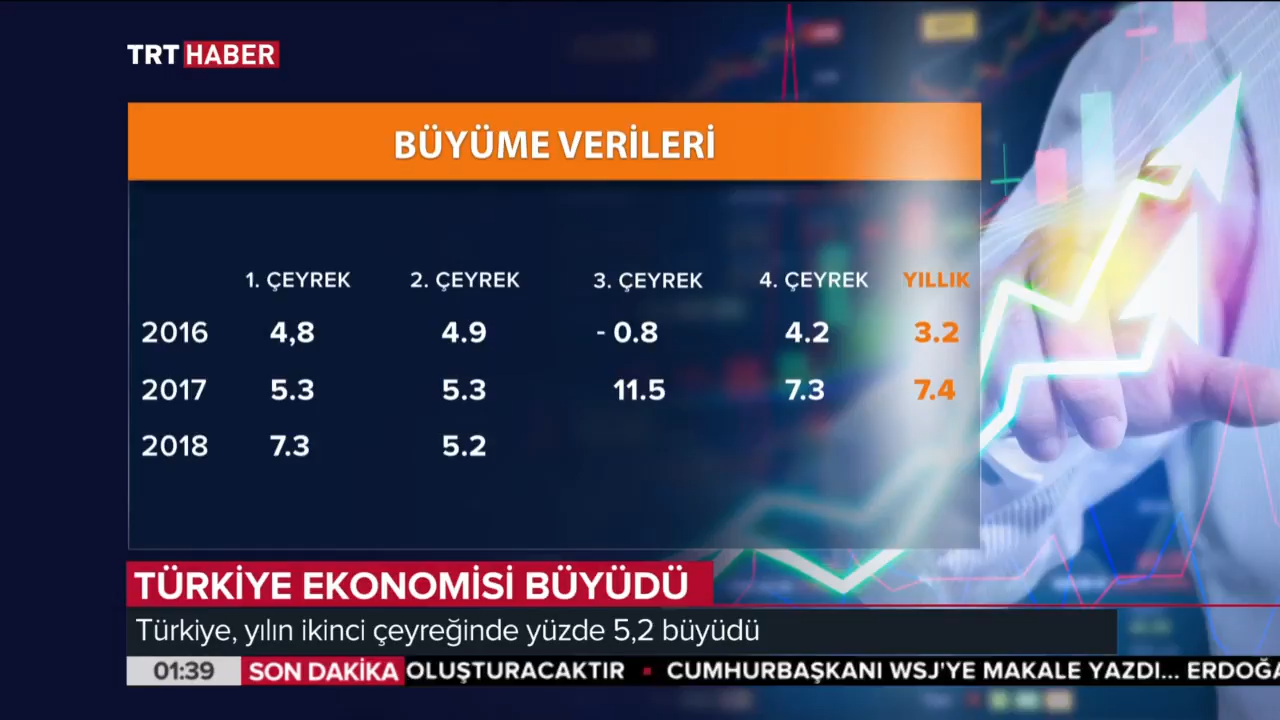 TRT HABER
BÜYÜME VERİLERİ
1. ÇEYREK 2. ÇEYREK 3. ÇEYREK 4. ÇEYREK YILLIK
2016 4,8 4.9 - 0.8 4.2 3.2
2017 5.3 5.3 11.5 7.3 7.4
2018 7.3 5.2
TÜRKİYE EKONOMİSİ BÜYÜDÜ
Türkiye, yılın ikinci çeyreğinde yüzde 5,2 büyüdü
01:39 SON DAKİKA OLUŞTURACAKTIR ▪ CUMHURBAŞKANI WSJ'YE MAKALE YAZDI... ERDOĞA